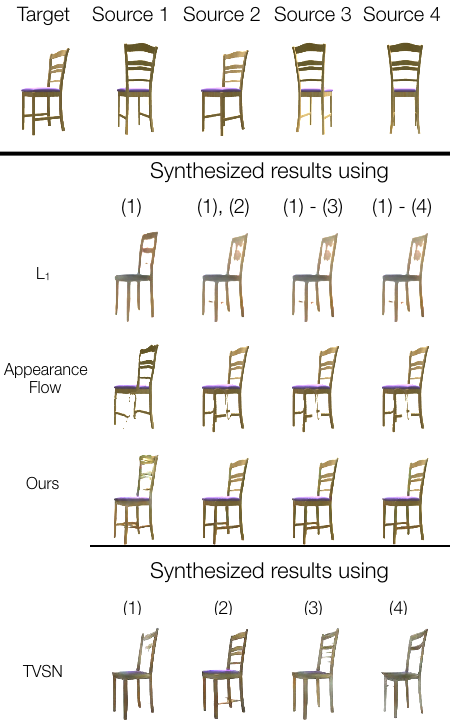 Target Source 1 Source 2 Source 3 Source 4
Synthesized results using
(1) (1), (2) (1) - (3) (1) - (4)
L₁
Appearance
Flow
Ours
Synthesized results using
(1) (2) (3) (4)
TVSN